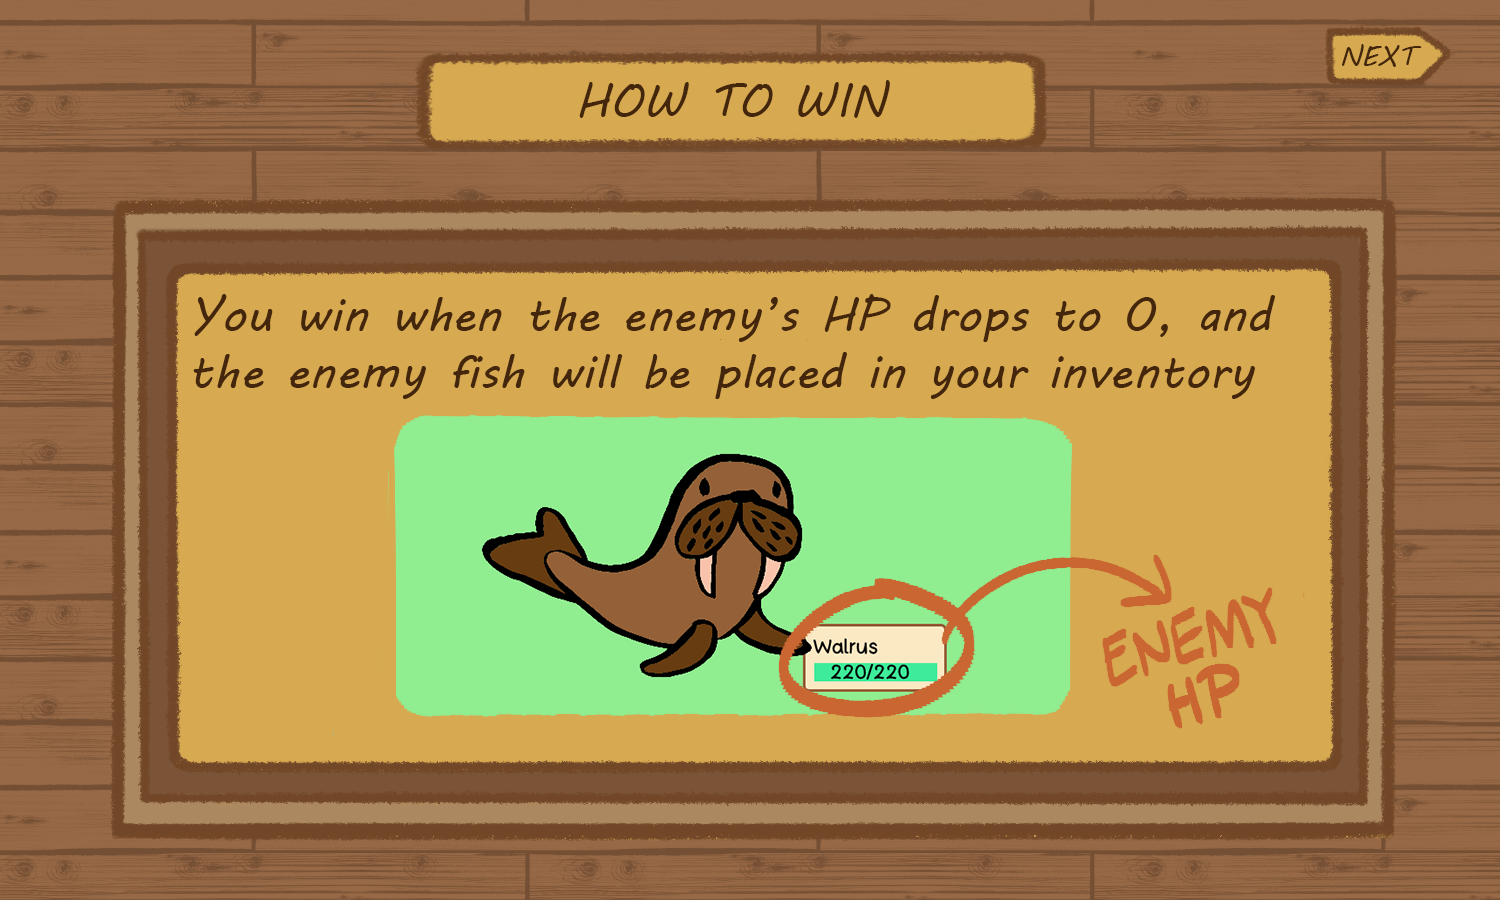 NEXT
HOW TO WIN
You win when the enemy's HP drops to 0, and
the enemy fish will be placed in your inventory
Walrus
220/220
ENEMY
HP